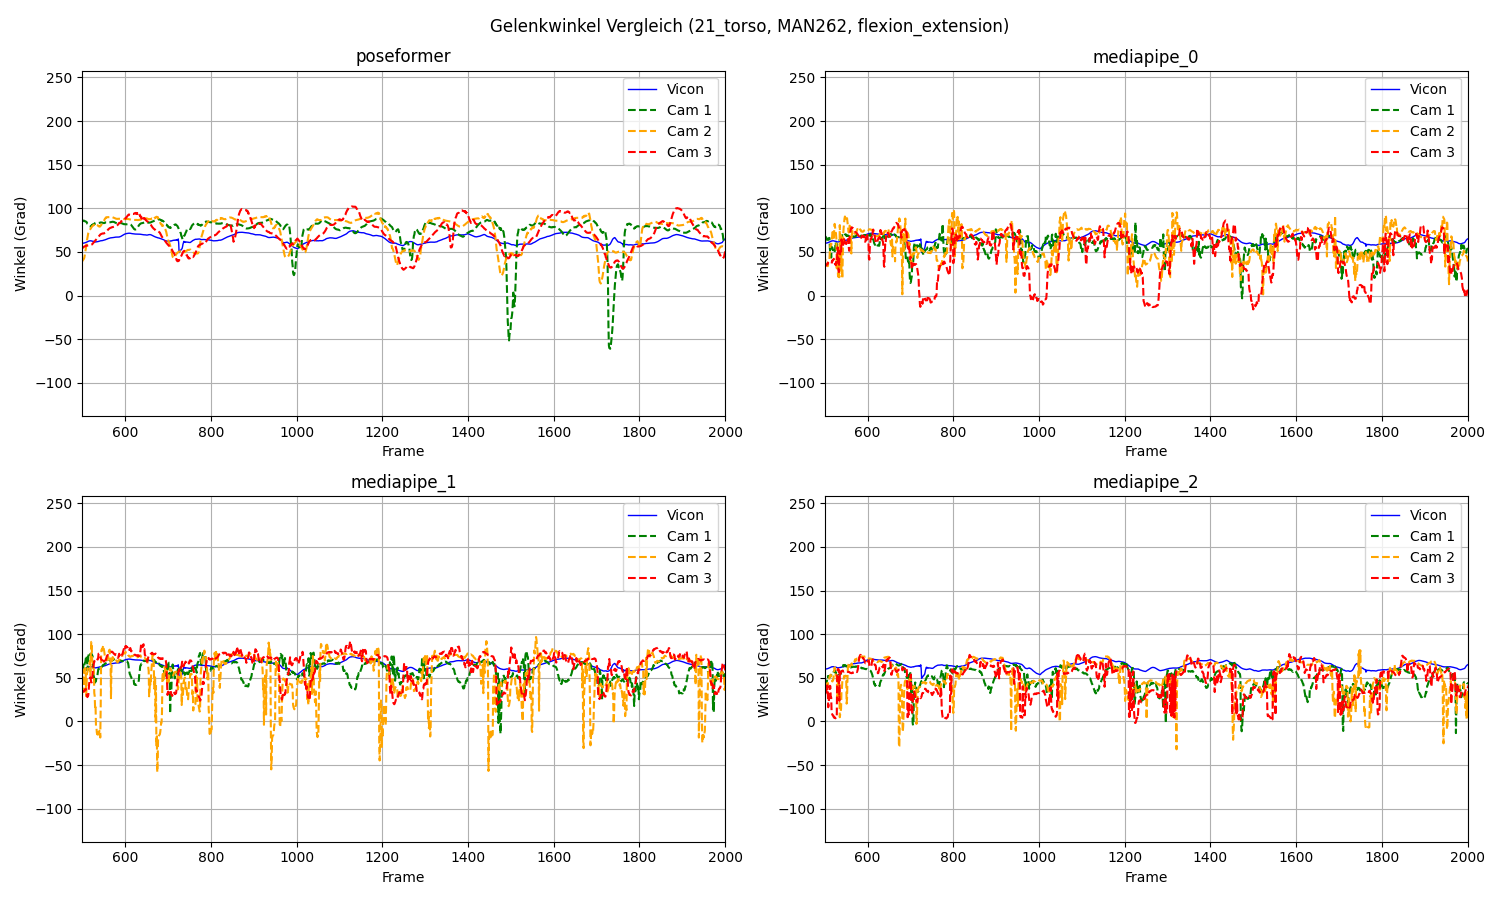 Gelenkwinkel Vergleich (21_torso, MAN262, flexion_extension)
poseformer
250
200
150
100
50
0
−50
−100
Winkel (Grad)
600 800 1000 1200 1400 1600 1800 2000
Frame
Vicon
Cam 1
Cam 2
Cam 3
mediapipe_0
250
200
150
100
50
0
−50
−100
Winkel (Grad)
600 800 1000 1200 1400 1600 1800 2000
Frame
Vicon
Cam 1
Cam 2
Cam 3
mediapipe_1
250
200
150
100
50
0
−50
−100
Winkel (Grad)
600 800 1000 1200 1400 1600 1800 2000
Frame
Vicon
Cam 1
Cam 2
Cam 3
mediapipe_2
250
200
150
100
50
0
−50
−100
Winkel (Grad)
600 800 1000 1200 1400 1600 1800 2000
Frame
Vicon
Cam 1
Cam 2
Cam 3